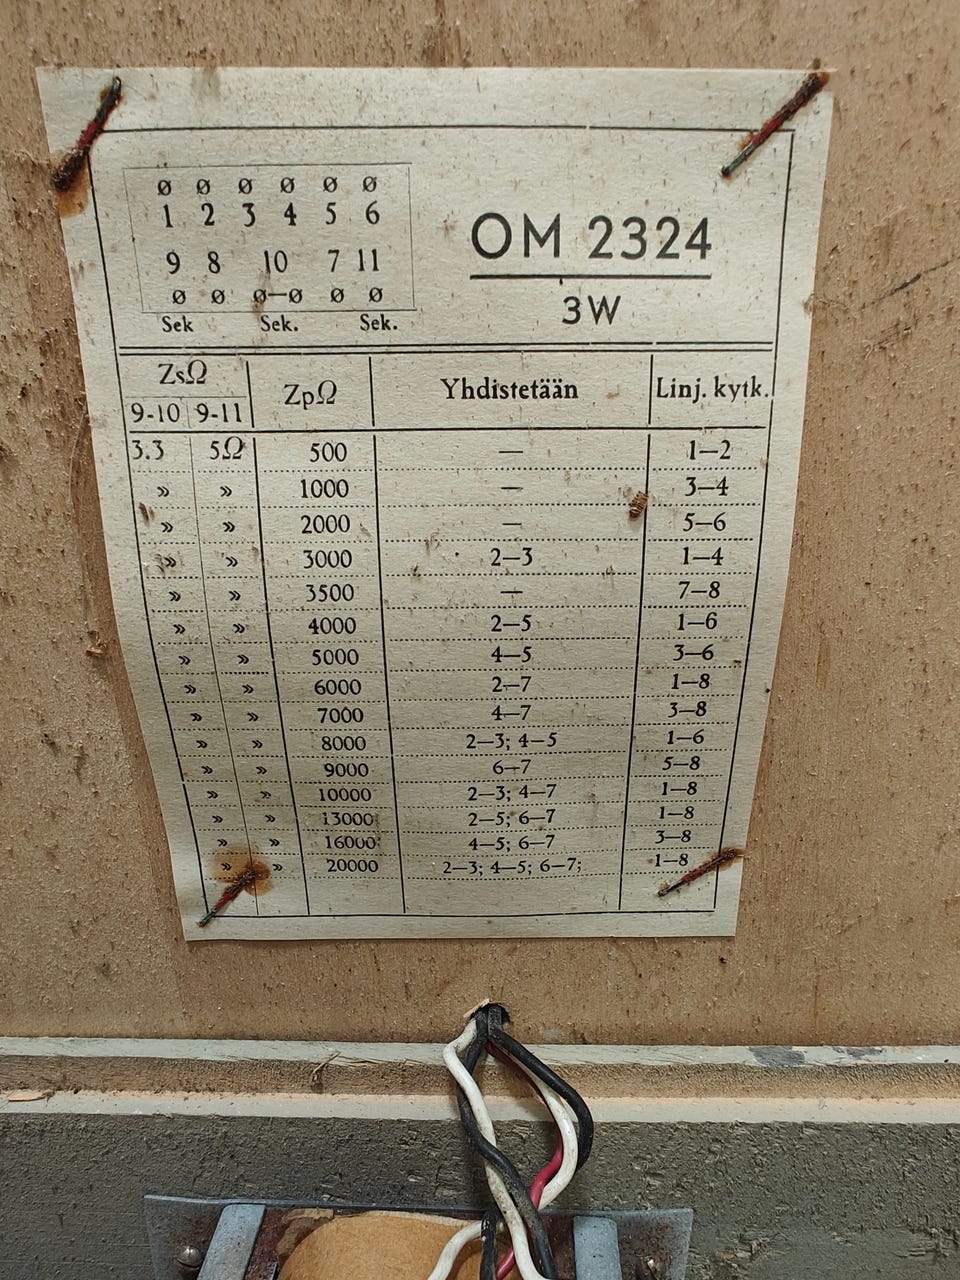 ø ø ø ø ø ø
1 2 3 4 5 6
9 8 10 7 11
ø ø ø—ø ø ø
Sek Sek. Sek.
OM 2324
3W
ZsΩ ZpΩ Yhdistetään Linj. kytk.
9-10 9-11
3.3 5Ω 500 — 1—2
» » 1000 — 3—4
» » 2000 — 5—6
» » 3000 2—3 1—4
» » 3500 — 7—8
» » 4000 2—5 1—6
» » 5000 4—5 3—6
» » 6000 2—7 1—8
» » 7000 4—7 3—8
» » 8000 2—3; 4—5 1—6
» » 9000 6—7 5—8
» » 10000 2—3; 4—7 1—8
» » 13000 2—5; 6—7 1—8
» » 16000 4—5; 6—7 3—8
» » 20000 2—3; 4—5; 6—7; 1—8